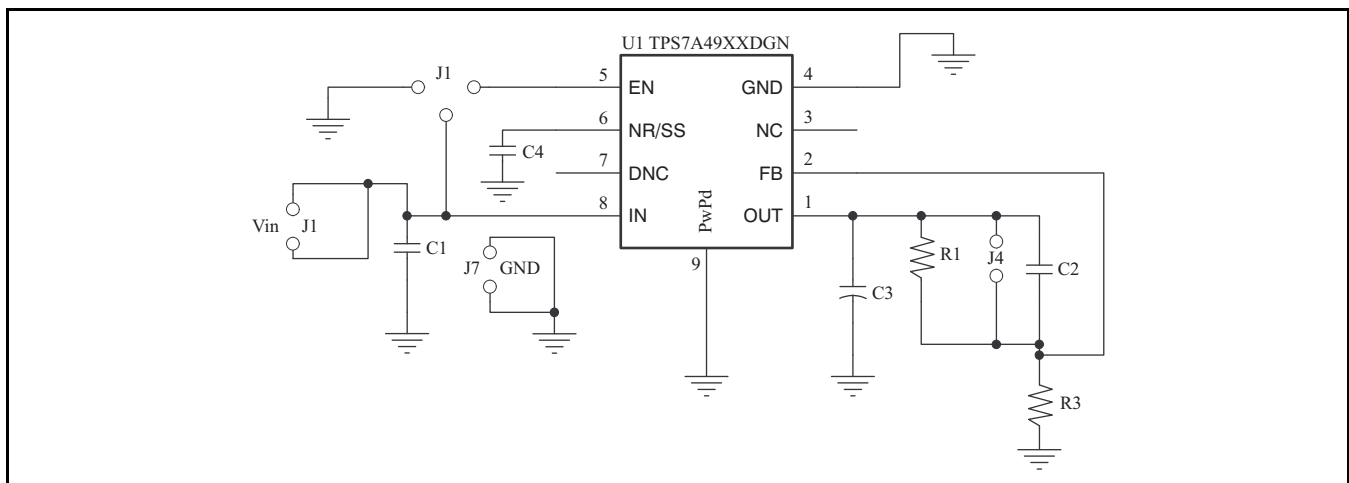 U1 TPS7A49XXDGN
J1
5
EN
GND
4
6
NR/SS
NC
3
C4
7
DNC
FB
2
Vin
J1
8
IN
PwPd
OUT
1
C1
J7
GND
9
C3
R1
J4
C2
R3